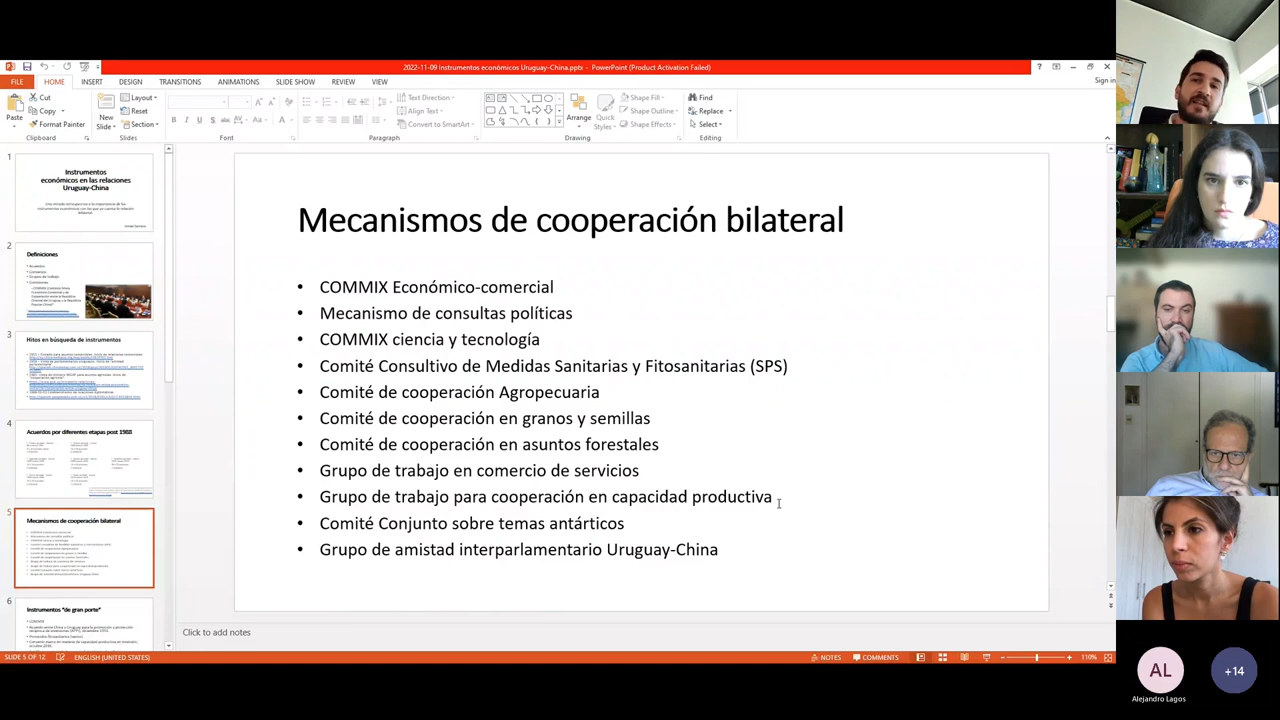 2022-11-09 Instrumentos económicos Uruguay-China.pptx - PowerPoint (Product Activation Failed)
Sign in
FILE HOME INSERT DESIGN TRANSITIONS ANIMATIONS SLIDE SHOW REVIEW VIEW
Paste
Cut
Copy
Format Painter
Clipboard
New
Slide
Layout
Reset
Section
Slides
Font
Text Direction
Align Text
Convert to SmartArt
Paragraph
Arrange
Quick
Styles
Shape Fill
Shape Outline
Shape Effects
Drawing
Find
Replace
Select
Editing
1
Instrumentos
económicos en las relaciones
Uruguay-China
2
Definiciones
3
Hitos en búsqueda de instrumentos
4
Acuerdos por diferentes etapas post 1988
5
Mecanismos de cooperación bilateral
6
Instrumentos "de gran porte"
Mecanismos de cooperación bilateral
• COMMIX Económico-comercial
• Mecanismo de consultas políticas
• COMMIX ciencia y tecnología
• Comité Consultivo en Medidas Sanitarias y Fitosanitarias (SPS)
• Comité de cooperación Agropecuaria
• Comité de cooperación en granos y semillas
• Comité de cooperación en asuntos forestales
• Grupo de trabajo en comercio de servicios
• Grupo de trabajo para cooperación en capacidad productiva
• Comité Conjunto sobre temas antárticos
• Grupo de amistad interparlamentario Uruguay-China
Click to add notes
SLIDE 5 OF 12 ENGLISH (UNITED STATES) NOTES COMMENTS 110%
AL
Alejandro Lagos
+14